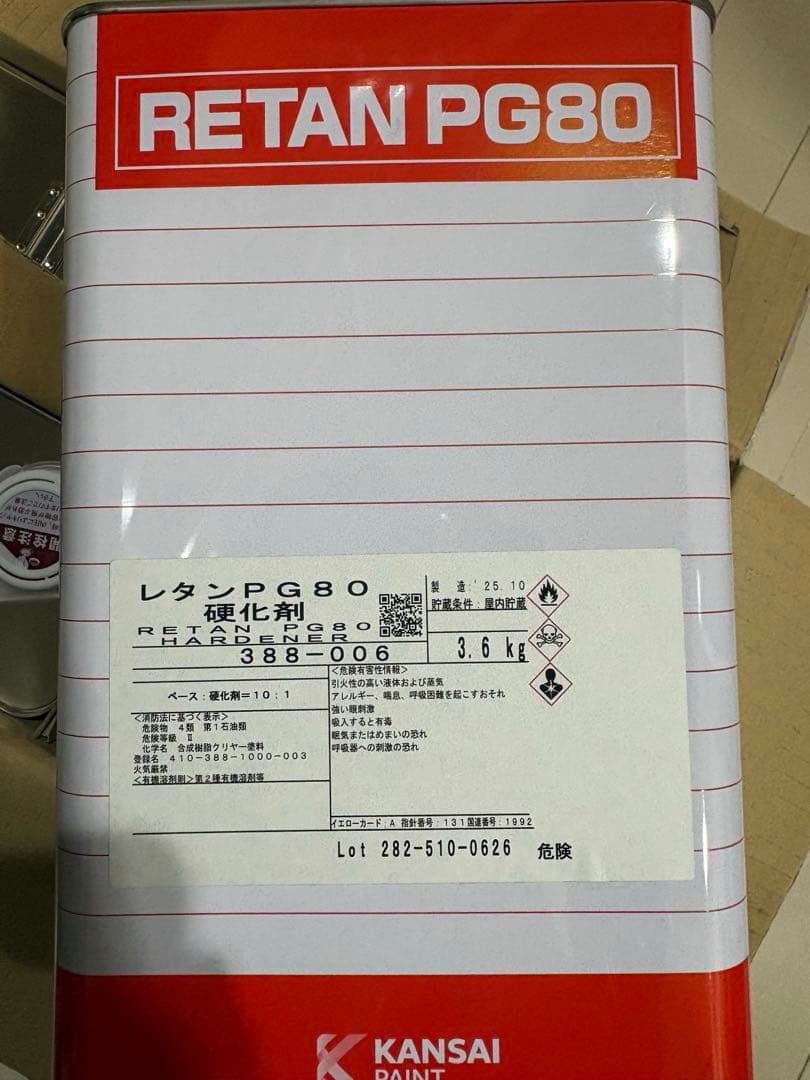 RETAN PG80
レタンPG80
硬化剤
RETAN PG80
HARDENER
388-006
製 造:'25.10
貯蔵条件:屋内貯蔵
3.6 kg
ベース:硬化剤=10:1
<消防法に基づく表示>
危険物 4類 第1石油類
危険等級 Ⅱ
化学名 合成樹脂クリヤー塗料
登録名 410-388-1000-003
火気厳禁
<有機溶剤則>第2種有機溶剤等
<危険有害性情報>
引火性の高い液体および蒸気
アレルギー、喘息、呼吸困難を起こすおそれ
強い眼刺激
吸入すると有毒
眠気またはめまいの恐れ
呼吸器への刺激の恐れ
イエローカード:A 指針番号:131国連番号:1992
Lot 282-510-0626 危険
KANSAI
PAINT
開栓注意